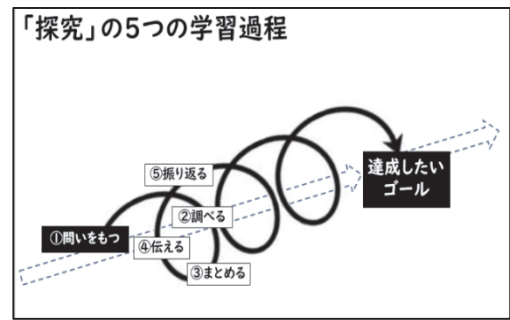 「探究」の5つの学習過程
⑤振り返る
達成したい
ゴール
②調べる
①問いをもつ
④伝える
③まとめる